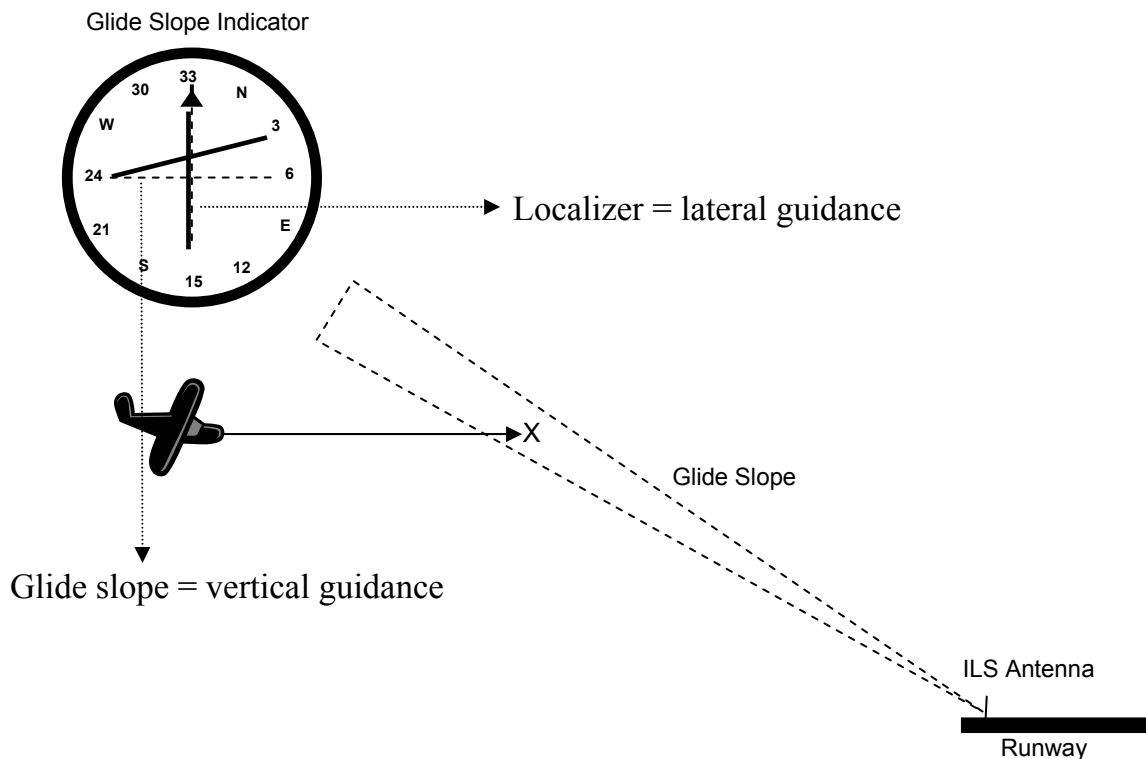 Glide Slope Indicator
33
N
3
6
E
12
15
S
21
24
W
30
Localizer = lateral guidance
X
Glide Slope
Glide slope = vertical guidance
ILS Antenna
Runway